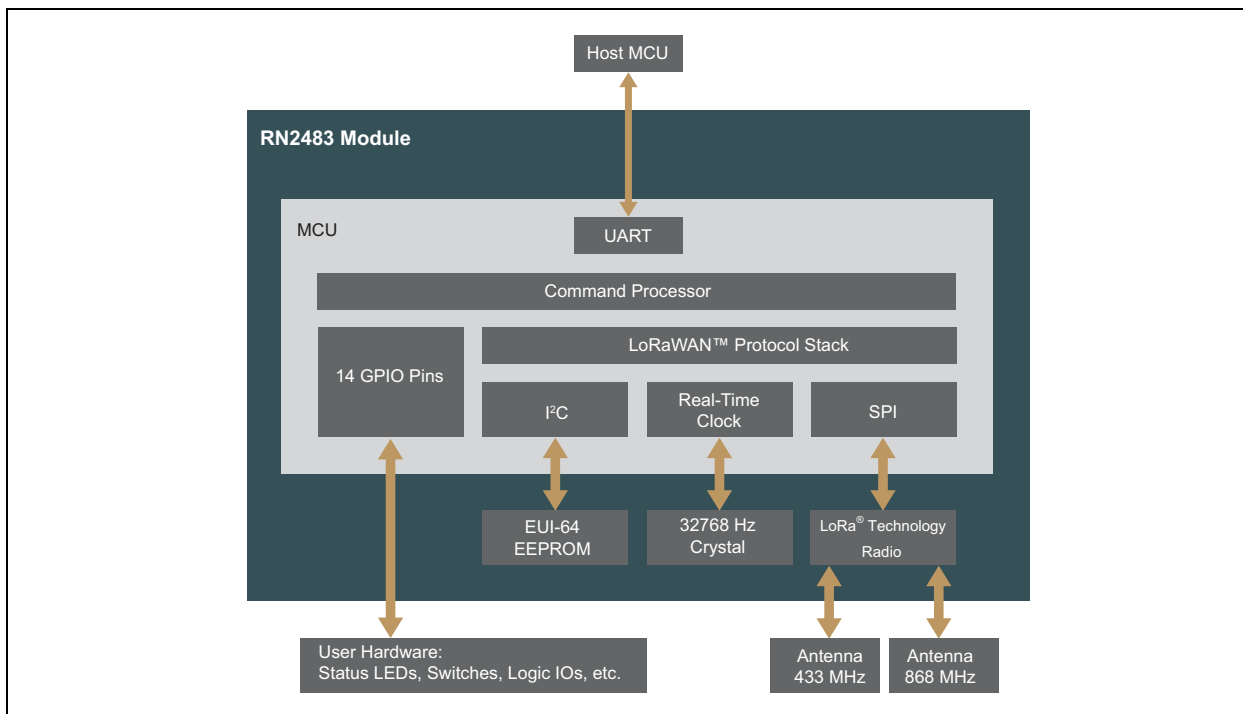 Host MCU
RN2483 Module
MCU
UART
Command Processor
14 GPIO Pins
LoRaWAN™ Protocol Stack
I²C
Real-Time
Clock
SPI
EUI-64
EEPROM
32768 Hz
Crystal
LoRa® Technology
Radio
User Hardware:
Status LEDs, Switches, Logic IOs, etc.
Antenna
433 MHz
Antenna
868 MHz